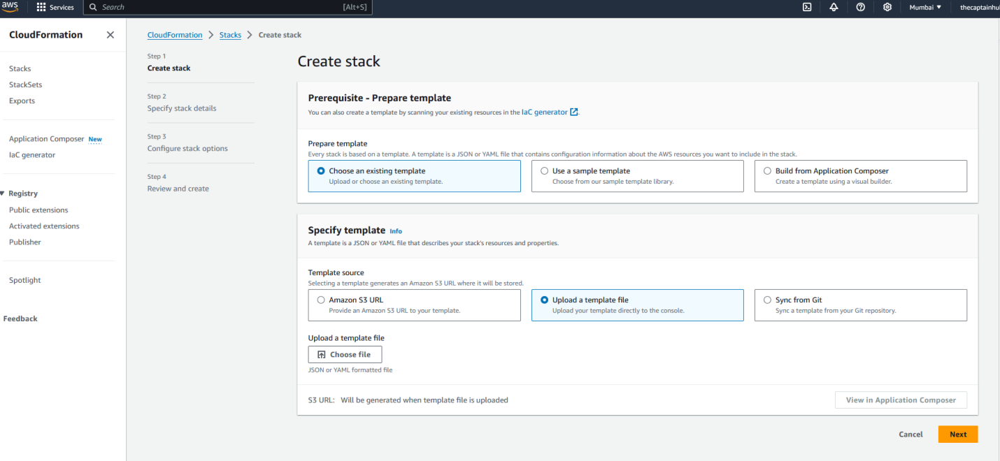 aws
Services
Search
[Alt+S]
Mumbai
CloudFormation
Stacks
StackSets
Exports
Application Composer New
IaC generator
Registry
Public extensions
Activated extensions
Publisher
Spotlight
Feedback
CloudFormation > Stacks > Create stack
Step 1
Create stack
Step 2
Specify stack details
Step 3
Configure stack options
Step 4
Review and create
Create stack
Prerequisite - Prepare template
You can also create a template by scanning your existing resources in the IaC generator.
Prepare template
Every stack is based on a template. A template is a JSON or YAML file that contains configuration information about the AWS resources you want to include in the stack.
Choose an existing template
Upload or choose an existing template.
Use a sample template
Choose from our sample template library.
Build from Application Composer
Create a template using a visual builder.
Specify template Info
A template is a JSON or YAML file that describes your stack's resources and properties.
Template source
Selecting a template generates an Amazon S3 URL where it will be stored.
Amazon S3 URL
Provide an Amazon S3 URL to your template.
Upload a template file
Upload your template directly to the console.
Sync from Git
Sync a template from your Git repository.
Upload a template file
Choose file
JSON or YAML formatted file
S3 URL: Will be generated when template file is uploaded
View in Application Composer
Cancel
Next